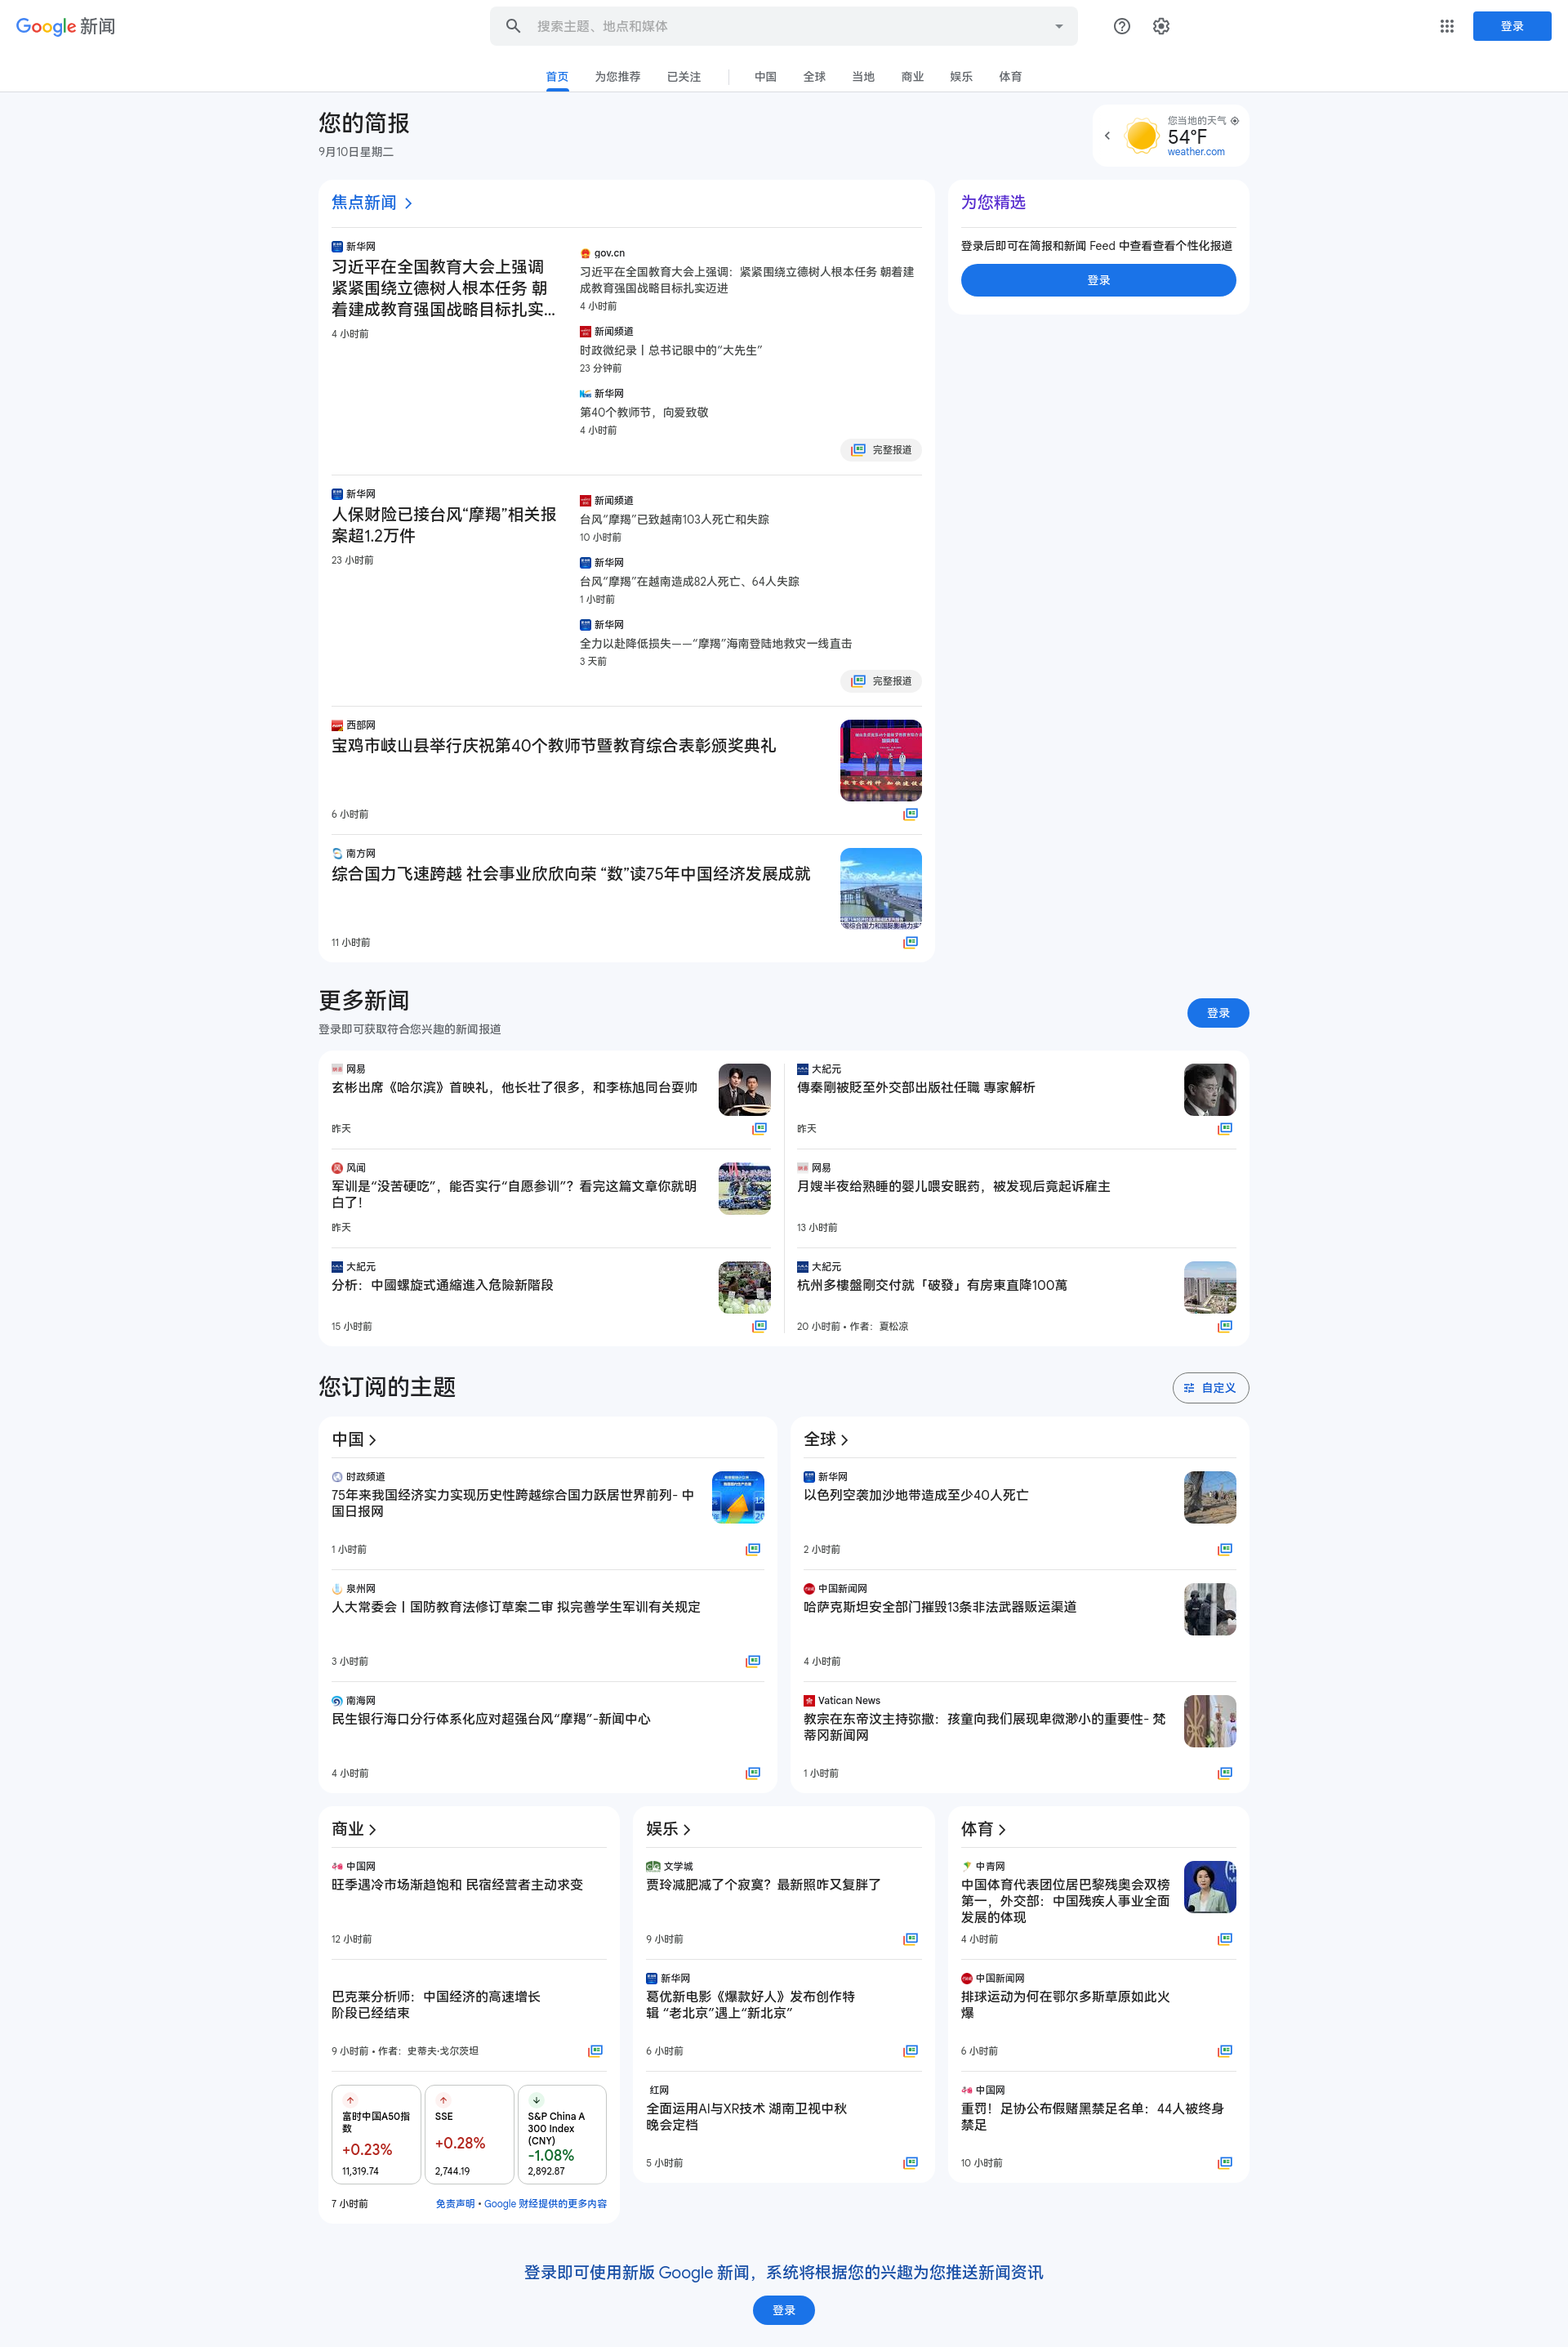 Google 新闻
搜索主题、地点和媒体
登录
首页
为您推荐
已关注
中国
全球
当地
商业
娱乐
体育
您的简报
9月10日星期二
您当地的天气
54°F
weather.com
焦点新闻
新华网
习近平在全国教育大会上强调
紧紧围绕立德树人根本任务 朝
着建成教育强国战略目标扎实...
4 小时前
gov.cn
习近平在全国教育大会上强调：紧紧围绕立德树人根本任务 朝着建
成教育强国战略目标扎实迈进
4 小时前
新闻频道
时政微纪录丨总书记眼中的“大先生”
23 分钟前
新华网
第40个教师节，向爱致敬
4 小时前
完整报道
新华网
人保财险已接台风“摩羯”相关报
案超1.2万件
23 小时前
新闻频道
台风“摩羯”已致越南103人死亡和失踪
10 小时前
新华网
台风“摩羯”在越南造成82人死亡、64人失踪
1 小时前
新华网
全力以赴降低损失——“摩羯”海南登陆地救灾一线直击
3 天前
完整报道
西部网
宝鸡市岐山县举行庆祝第40个教师节暨教育综合表彰颁奖典礼
6 小时前
南方网
综合国力飞速跨越 社会事业欣欣向荣 “数”读75年中国经济发展成就
11 小时前
为您精选
登录后即可在简报和新闻 Feed 中查看查看个性化报道
登录
更多新闻
登录即可获取符合您兴趣的新闻报道
登录
网易
玄彬出席《哈尔滨》首映礼，他长壮了很多，和李栋旭同台耍帅
昨天
大紀元
傳秦剛被貶至外交部出版社任職 專家解析
昨天
风闻
军训是“没苦硬吃”，能否实行“自愿参训”？看完这篇文章你就明
白了！
昨天
网易
月嫂半夜给熟睡的婴儿喂安眠药，被发现后竟起诉雇主
13 小时前
大紀元
分析：中國螺旋式通縮進入危險新階段
15 小时前
大紀元
杭州多樓盤剛交付就「破發」有房東直降100萬
20 小时前 • 作者：夏松涼
您订阅的主题
自定义
中国
时政频道
75年来我国经济实力实现历史性跨越综合国力跃居世界前列- 中
国日报网
1 小时前
泉州网
人大常委会丨国防教育法修订草案二审 拟完善学生军训有关规定
3 小时前
南海网
民生银行海口分行体系化应对超强台风“摩羯”-新闻中心
4 小时前
全球
新华网
以色列空袭加沙地带造成至少40人死亡
2 小时前
中国新闻网
哈萨克斯坦安全部门摧毁13条非法武器贩运渠道
4 小时前
Vatican News
教宗在东帝汶主持弥撒：孩童向我们展现卑微渺小的重要性- 梵
蒂冈新闻网
1 小时前
商业
中国网
旺季遇冷市场渐趋饱和 民宿经营者主动求变
12 小时前
巴克莱分析师：中国经济的高速增长
阶段已经结束
9 小时前 • 作者：史蒂夫·戈尔茨坦
富时中国A50指
数
+0.23%
11,319.74
SSE
+0.28%
2,744.19
S&P China A
300 Index
(CNY)
-1.08%
2,892.87
7 小时前
免责声明 • Google 财经提供的更多内容
娱乐
文学城
贾玲减肥减了个寂寞？最新照咋又复胖了
9 小时前
新华网
葛优新电影《爆款好人》发布创作特
辑 “老北京”遇上“新北京”
6 小时前
红网
全面运用AI与XR技术 湖南卫视中秋
晚会定档
5 小时前
体育
中青网
中国体育代表团位居巴黎残奥会双榜
第一，外交部：中国残疾人事业全面
发展的体现
4 小时前
中国新闻网
排球运动为何在鄂尔多斯草原如此火
爆
6 小时前
中国网
重罚！足协公布假赌黑禁足名单：44人被终身
禁足
10 小时前
登录即可使用新版 Google 新闻，系统将根据您的兴趣为您推送新闻资讯
登录